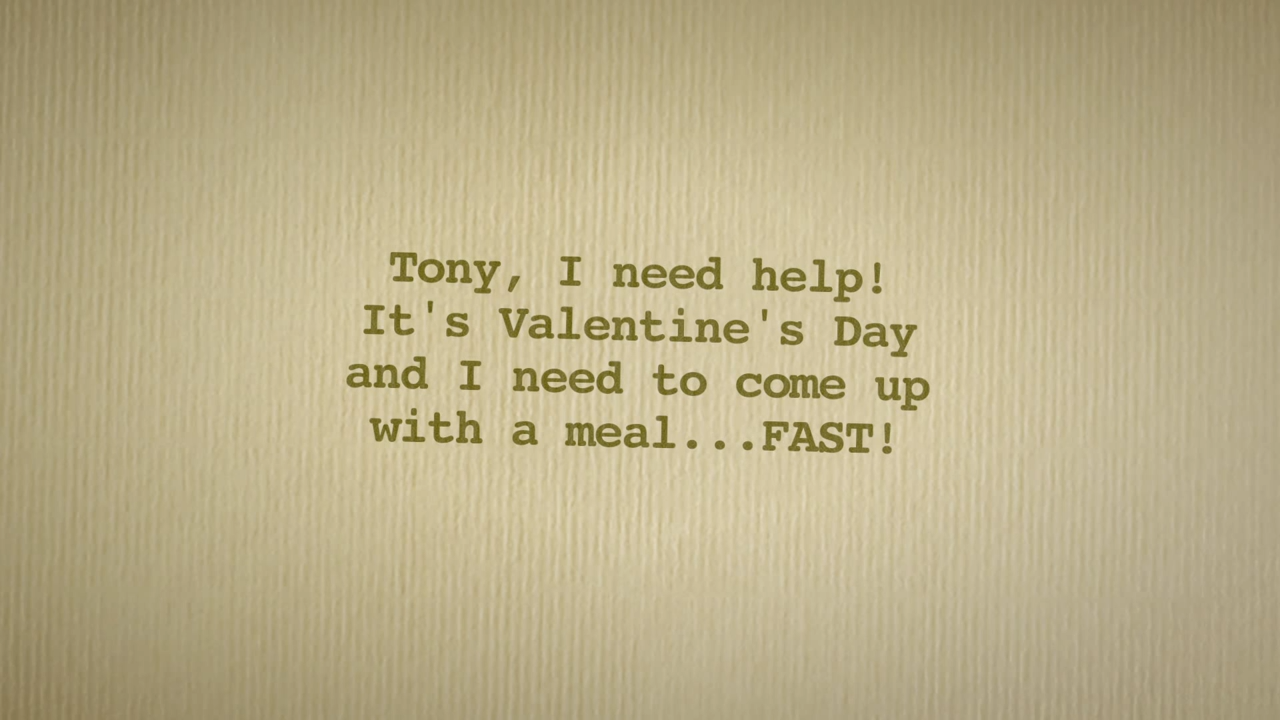 Tony, I need help!
It's Valentine's Day
and I need to come up
with a meal...FAST!